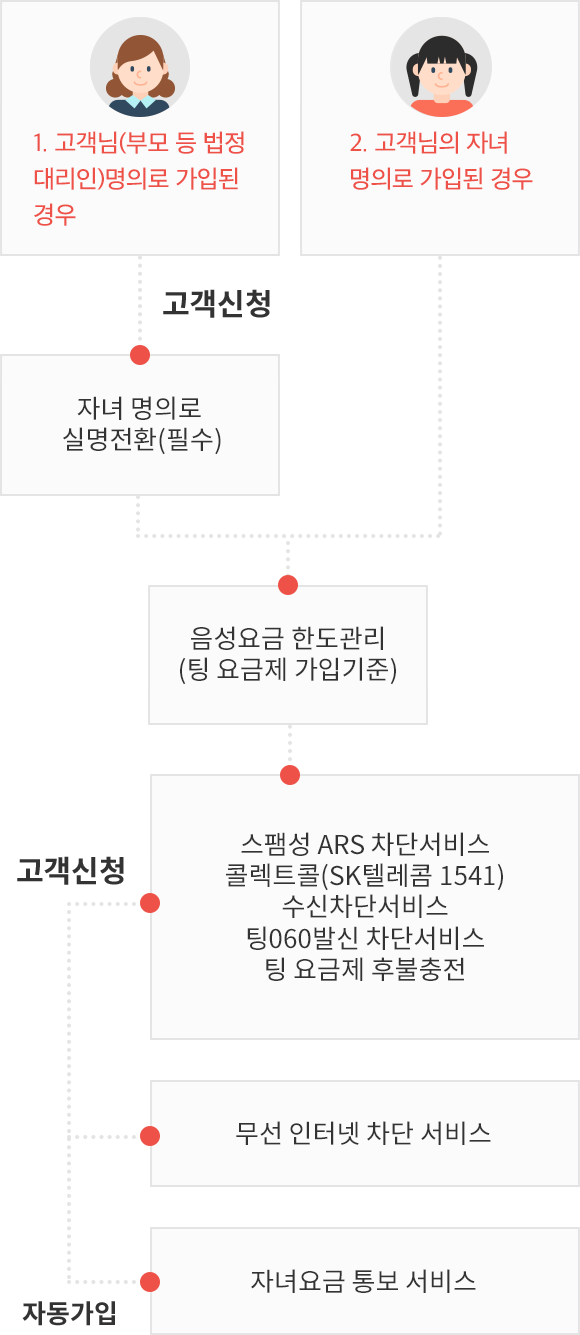 1. 고객님(부모 등 법정
대리인)명의로 가입된
경우
2. 고객님의 자녀
명의로 가입된 경우
고객신청
자녀 명의로
실명전환(필수)
음성요금 한도관리
(팅 요금제 가입기준)
고객신청
스팸성 ARS 차단서비스
콜렉트콜(SK텔레콤 1541)
수신차단서비스
팅060발신 차단서비스
팅 요금제 후불충전
무선 인터넷 차단 서비스
자녀요금 통보 서비스
자동가입